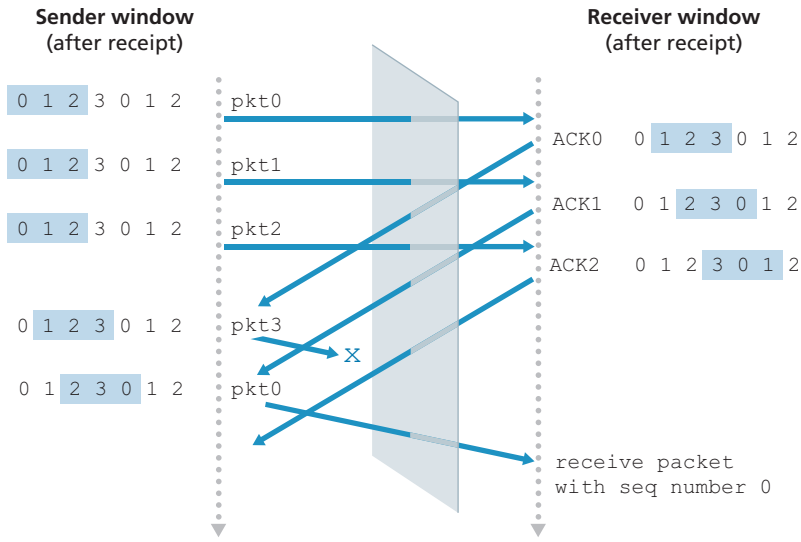 Sender window
(after receipt)
Receiver window
(after receipt)
0 1 2 3 0 1 2
pkt0
ACK0 0 1 2 3 0 1 2
0 1 2 3 0 1 2
pkt1
ACK1 0 1 2 3 0 1 2
0 1 2 3 0 1 2
pkt2
ACK2 0 1 2 3 0 1 2
0 1 2 3 0 1 2
pkt3
x
0 1 2 3 0 1 2
pkt0
receive packet
with seq number 0